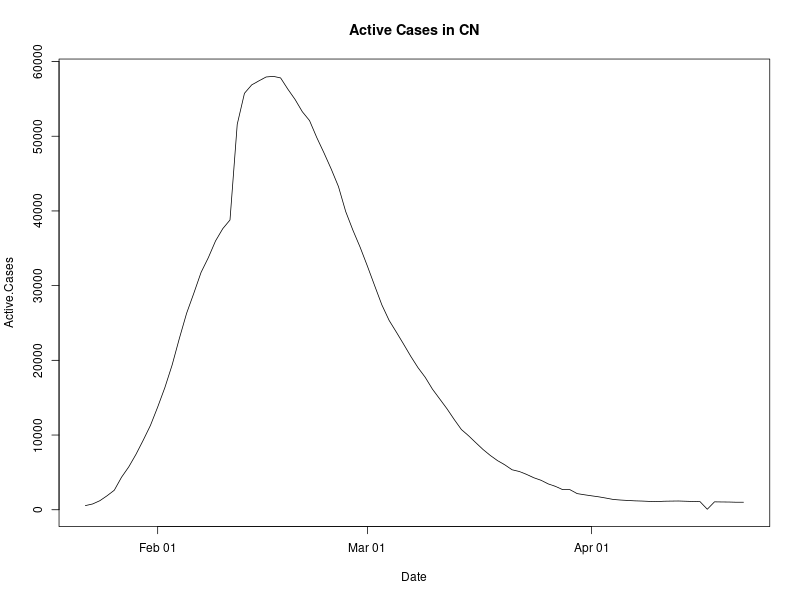 Active Cases in CN
60000
50000
40000
30000
20000
10000
0
Active.Cases
Feb 01
Mar 01
Apr 01
Date